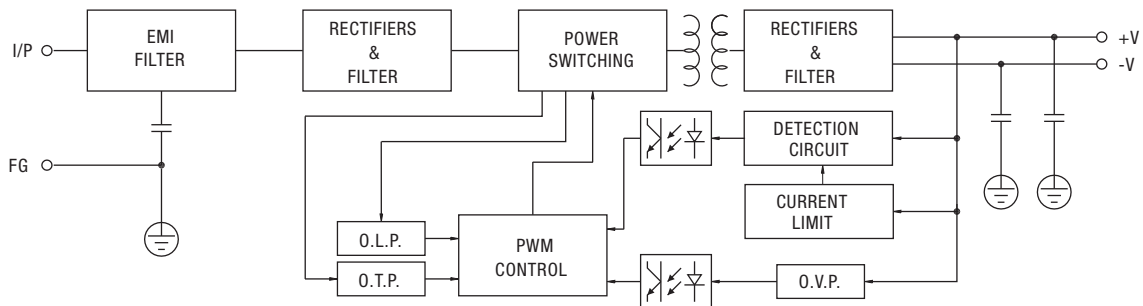 I/P
EMI
FILTER
RECTIFIERS
&
FILTER
POWER
SWITCHING
RECTIFIERS
&
FILTER
+V
-V
FG
DETECTION
CIRCUIT
CURRENT
LIMIT
O.L.P.
O.T.P.
PWM
CONTROL
O.V.P.